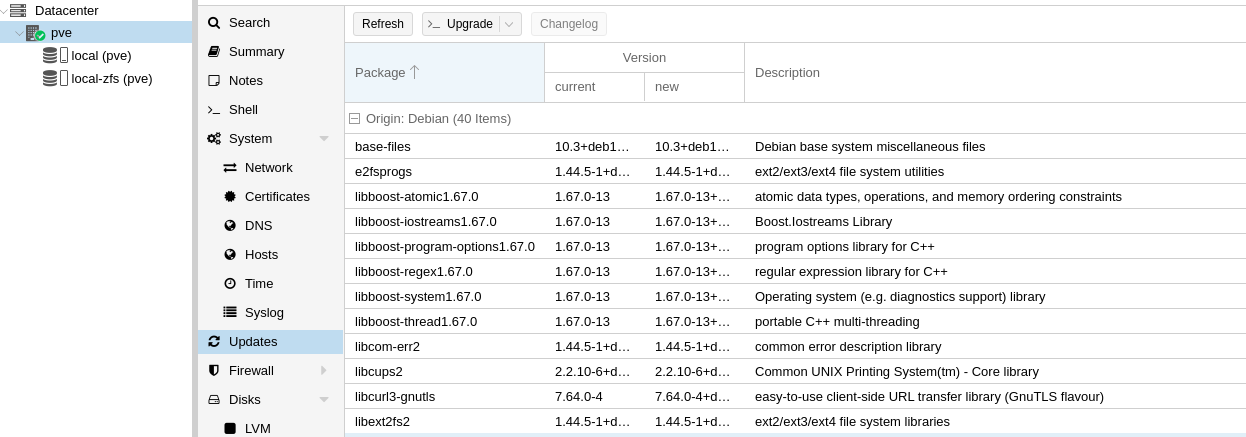 Datacenter
pve
local (pve)
local-zfs (pve)
Search
Summary
Notes
Shell
System
Network
Certificates
DNS
Hosts
Time
Syslog
Updates
Firewall
Disks
LVM
Refresh
Upgrade
Changelog
Package Version Description
current new
Origin: Debian (40 Items)
base-files 10.3+deb1… 10.3+deb1… Debian base system miscellaneous files
e2fsprogs 1.44.5-1+d… 1.44.5-1+d… ext2/ext3/ext4 file system utilities
libboost-atomic1.67.0 1.67.0-13 1.67.0-13+… atomic data types, operations, and memory ordering constraints
libboost-iostreams1.67.0 1.67.0-13 1.67.0-13+… Boost.Iostreams Library
libboost-program-options1.67.0 1.67.0-13 1.67.0-13+… program options library for C++
libboost-regex1.67.0 1.67.0-13 1.67.0-13+… regular expression library for C++
libboost-system1.67.0 1.67.0-13 1.67.0-13+… Operating system (e.g. diagnostics support) library
libboost-thread1.67.0 1.67.0-13 1.67.0-13+… portable C++ multi-threading
libcom-err2 1.44.5-1+d… 1.44.5-1+d… common error description library
libcups2 2.2.10-6+d… 2.2.10-6+d… Common UNIX Printing System(tm) - Core library
libcurl3-gnutls 7.64.0-4 7.64.0-4+d… easy-to-use client-side URL transfer library (GnuTLS flavour)
libext2fs2 1.44.5-1+d… 1.44.5-1+d… ext2/ext3/ext4 file system libraries